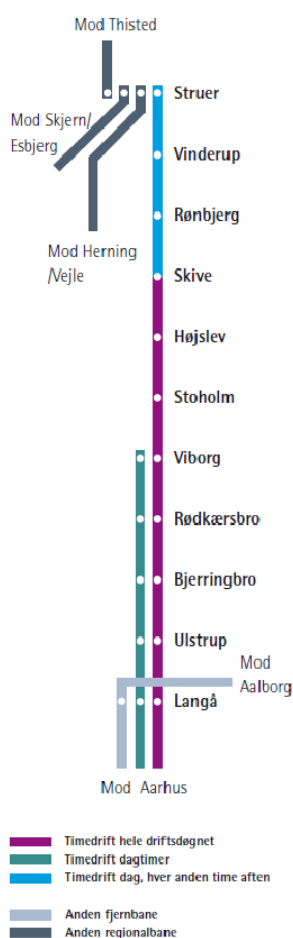 Mod Thisted
Struer
Mod Skjern/
Esbjerg
Vinderup
Rønbjerg
Mod Herning
/Vejle
Skive
Højslev
Stoholm
Viborg
Rødkærsbro
Bjerringbro
Ulstrup
Mod
Aalborg
Langå
Mod Aarhus
Timedrift hele driftsdøgnet
Timedrift dagtimer
Timedrift dag, hver anden time aften
Anden fjernbane
Anden regionalbane